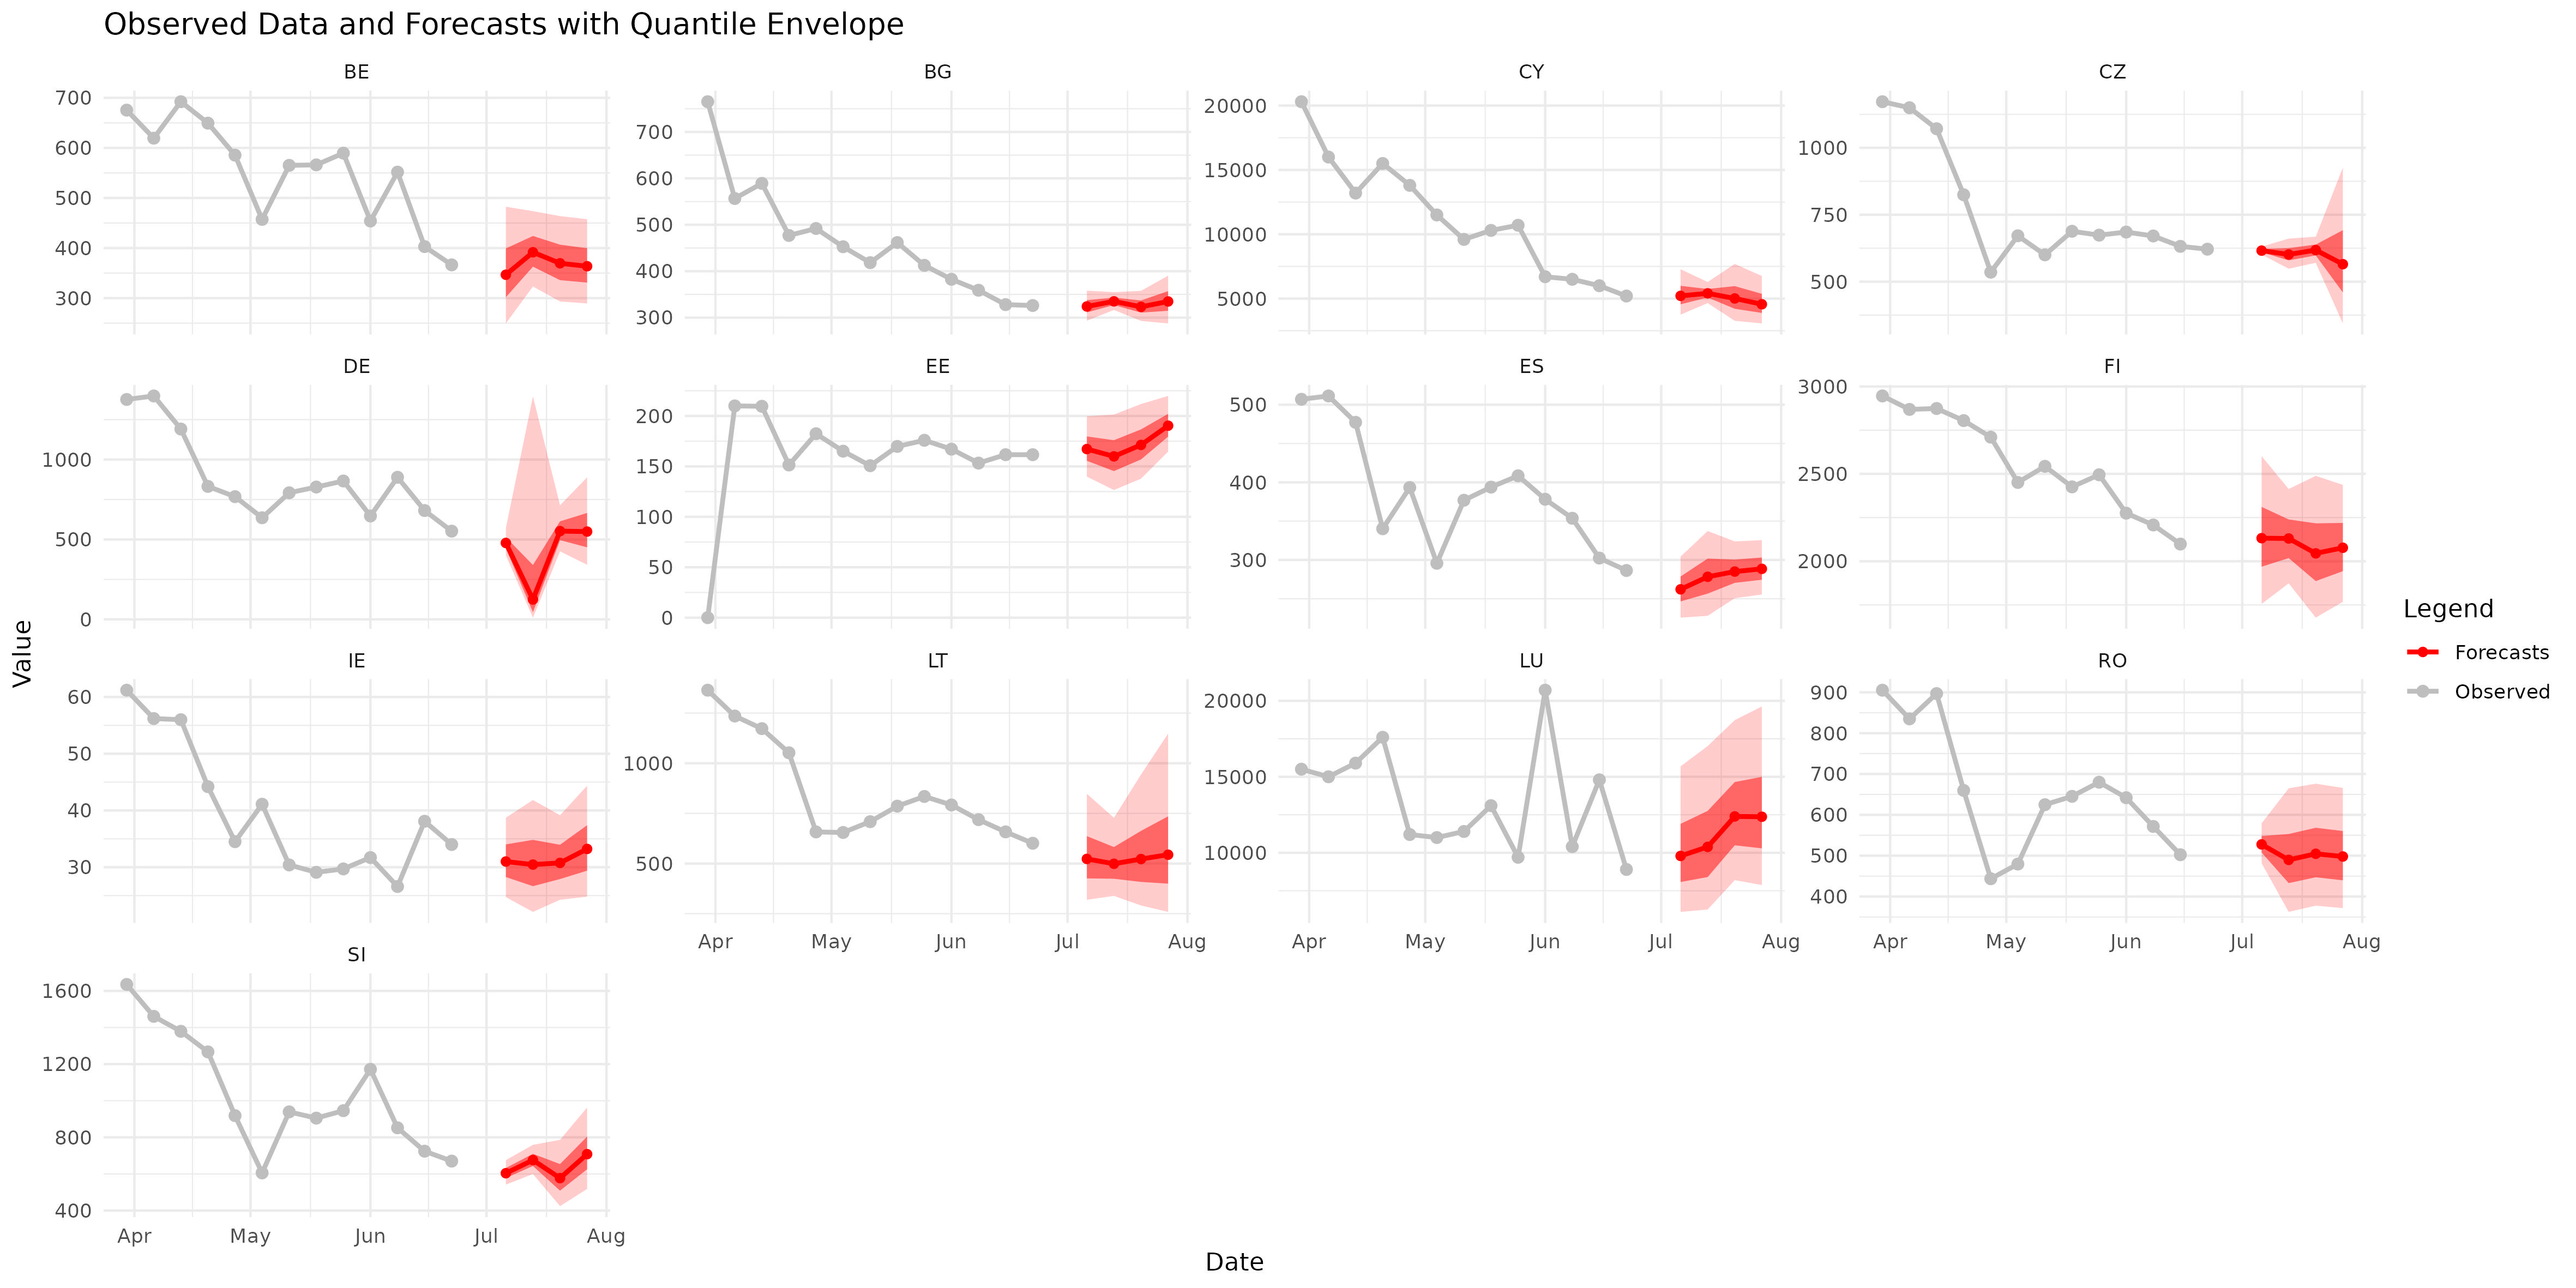 Observed Data and Forecasts with Quantile Envelope
BE
BG
CY
CZ
700
600
500
400
300
700
600
500
400
300
20000
15000
10000
5000
1000
750
500
DE
EE
ES
FI
1000
500
0
200
150
100
50
0
500
400
300
3000
2500
2000
IE
LT
LU
RO
60
50
40
30
1000
500
20000
15000
10000
900
800
700
600
500
400
Apr May Jun Jul Aug
Apr May Jun Jul Aug
Apr May Jun Jul Aug
SI
1600
1200
800
400
Apr May Jun Jul Aug
Value
Date
Legend
Forecasts
Observed